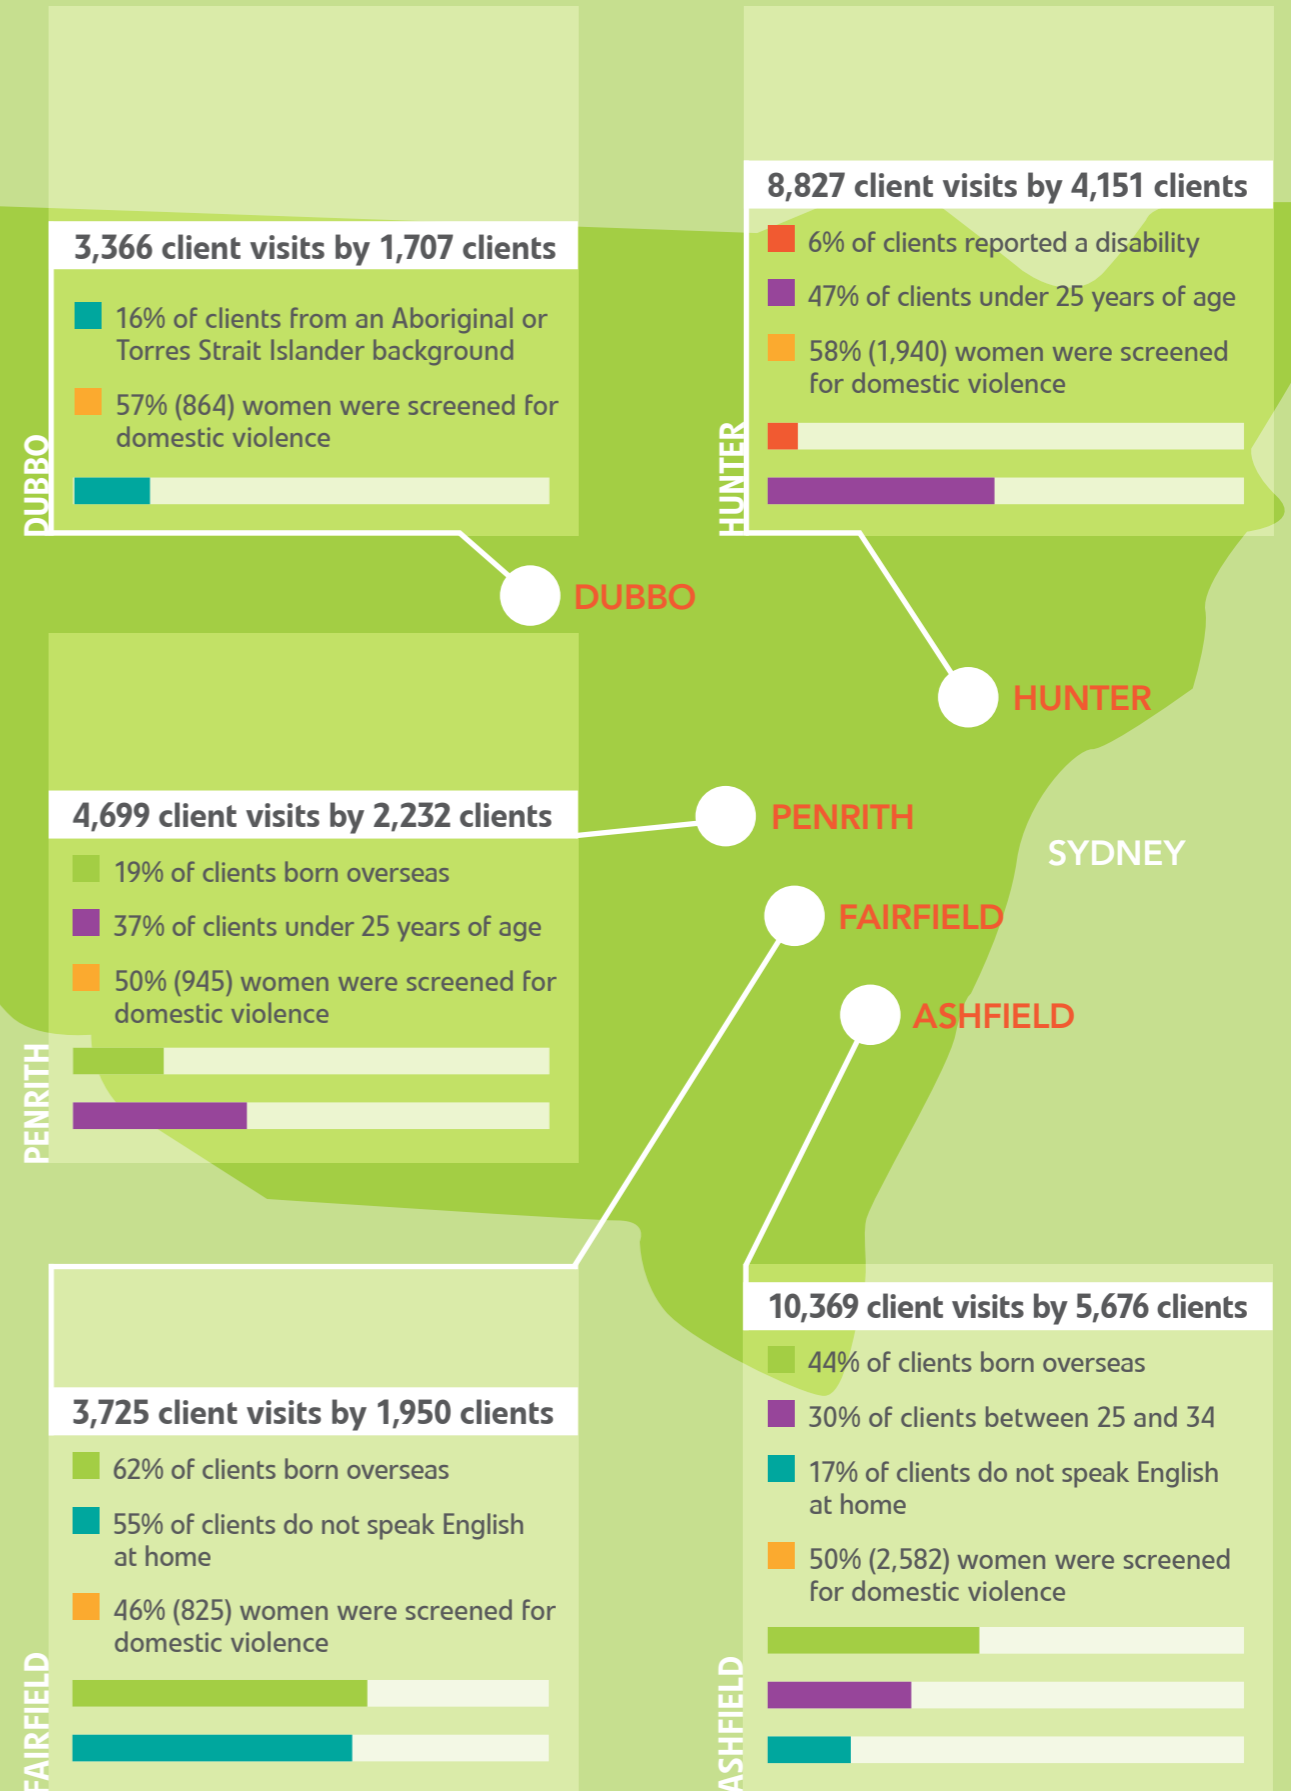 3,366 client visits by 1,707 clients
16% of clients from an Aboriginal or
Torres Strait Islander background
57% (864) women were screened for
domestic violence
DUBBO
8,827 client visits by 4,151 clients
6% of clients reported a disability
47% of clients under 25 years of age
58% (1,940) women were screened
for domestic violence
HUNTER
DUBBO
HUNTER
PENRITH
SYDNEY
FAIRFIELD
ASHFIELD
4,699 client visits by 2,232 clients
19% of clients born overseas
37% of clients under 25 years of age
50% (945) women were screened for
domestic violence
PENRITH
3,725 client visits by 1,950 clients
62% of clients born overseas
55% of clients do not speak English
at home
46% (825) women were screened for
domestic violence
FAIRFIELD
10,369 client visits by 5,676 clients
44% of clients born overseas
30% of clients between 25 and 34
17% of clients do not speak English
at home
50% (2,582) women were screened
for domestic violence
ASHFIELD